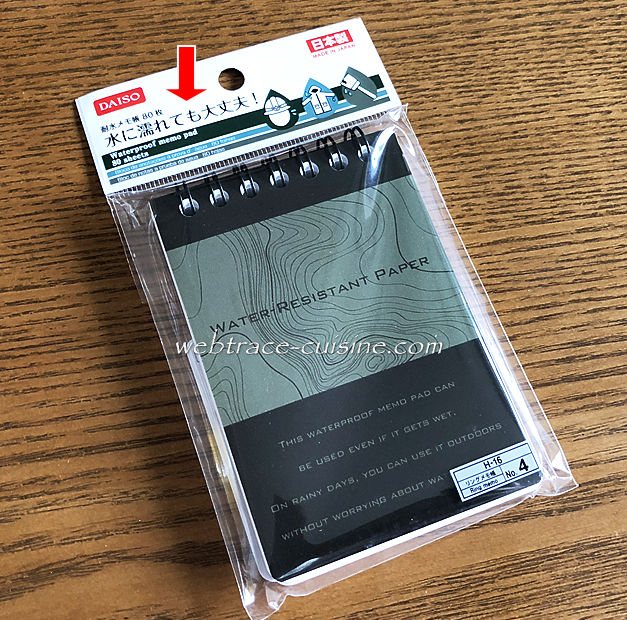 DAISO
日本製
MADE IN JAPAN
耐水メモ帳 80枚
水に濡れても大丈夫！
Waterproof memo pad
80 sheets
WATER-RESISTANT PAPER
webtrace-cuisine.com
THIS WATERPROOF MEMO PAD CAN
BE USED EVEN IF IT GETS WET.
ON RAINY DAYS, YOU CAN USE IT OUTDOORS
WITHOUT WORRYING ABOUT WA
H-16
リングメモ帳
Ring memo
No. 4